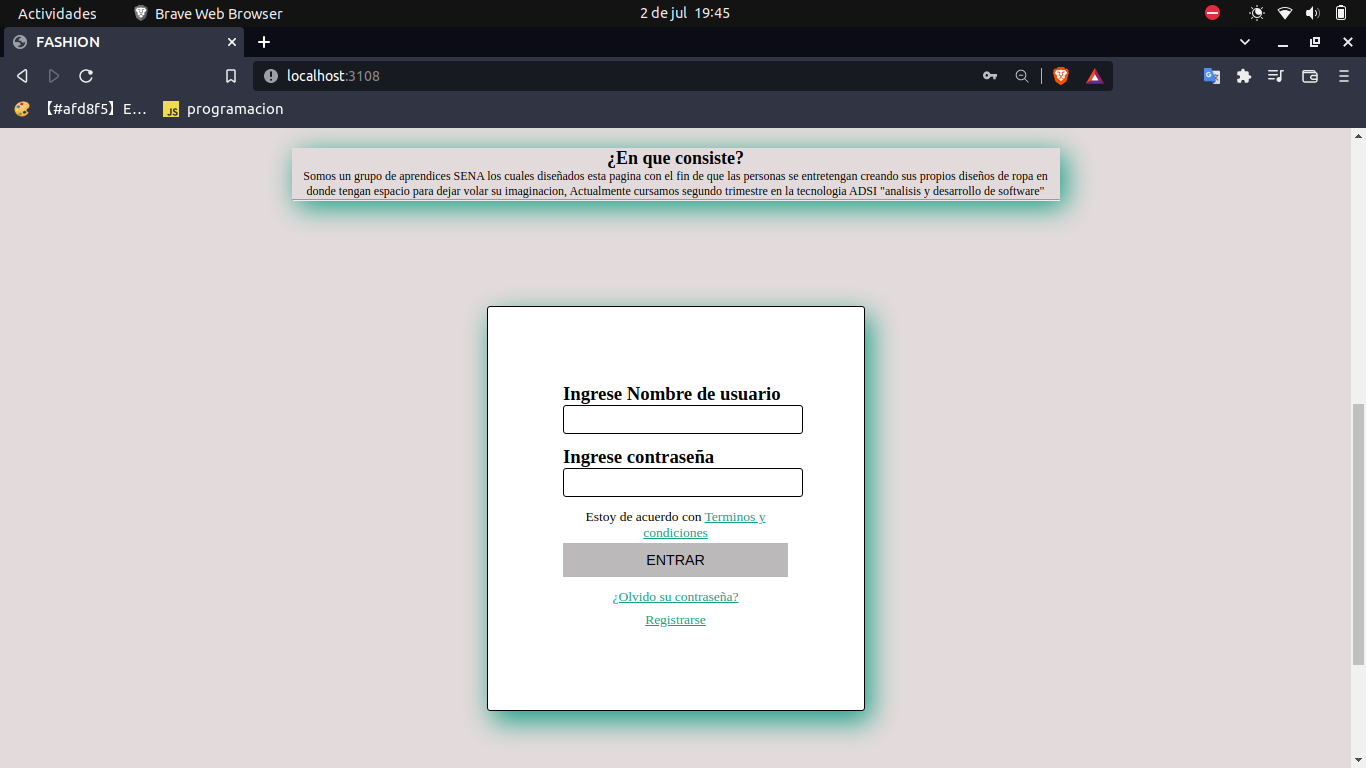 Actividades Brave Web Browser 2 de jul 19:45
FASHION
localhost:3108
【#afd8f5】E... JS programacion
¿En que consiste?
Somos un grupo de aprendices SENA los cuales diseñados esta pagina con el fin de que las personas se entretengan creando sus propios diseños de ropa en
donde tengan espacio para dejar volar su imaginacion, Actualmente cursamos segundo trimestre en la tecnologia ADSI "analisis y desarrollo de software"
Ingrese Nombre de usuario
Ingrese contraseña
Estoy de acuerdo con Terminos y
condiciones
ENTRAR
¿Olvido su contraseña?
Registrarse